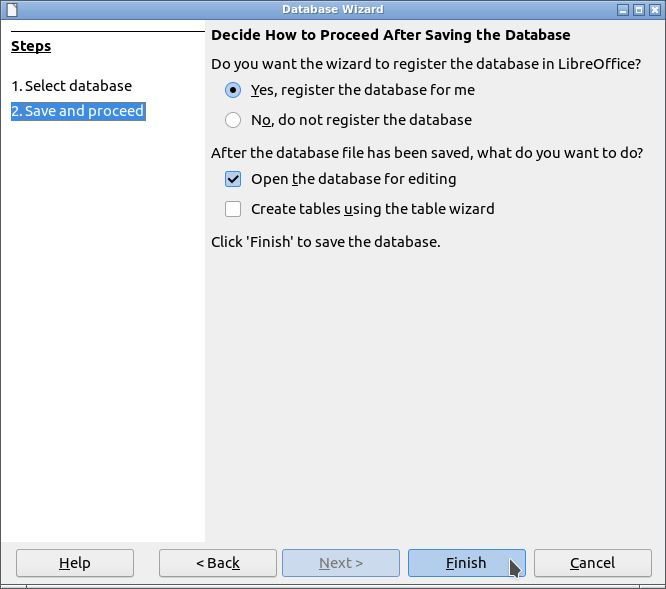 Database Wizard
Steps
1. Select database
2. Save and proceed
Decide How to Proceed After Saving the Database
Do you want the wizard to register the database in LibreOffice?
Yes, register the database for me
No, do not register the database
After the database file has been saved, what do you want to do?
Open the database for editing
Create tables using the table wizard
Click 'Finish' to save the database.
Help
< Back
Next >
Finish
Cancel